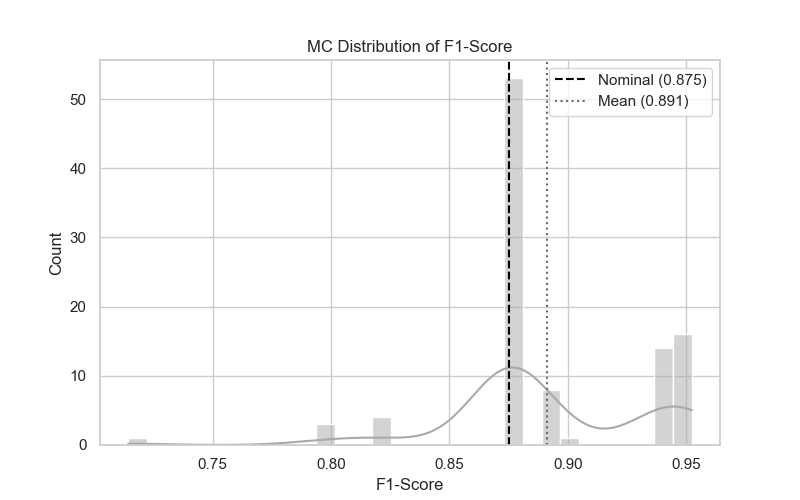 MC Distribution of F1-Score
Nominal (0.875)
Mean (0.891)
50
40
30
20
10
0
Count
0.75
0.80
0.85
0.90
0.95
F1-Score